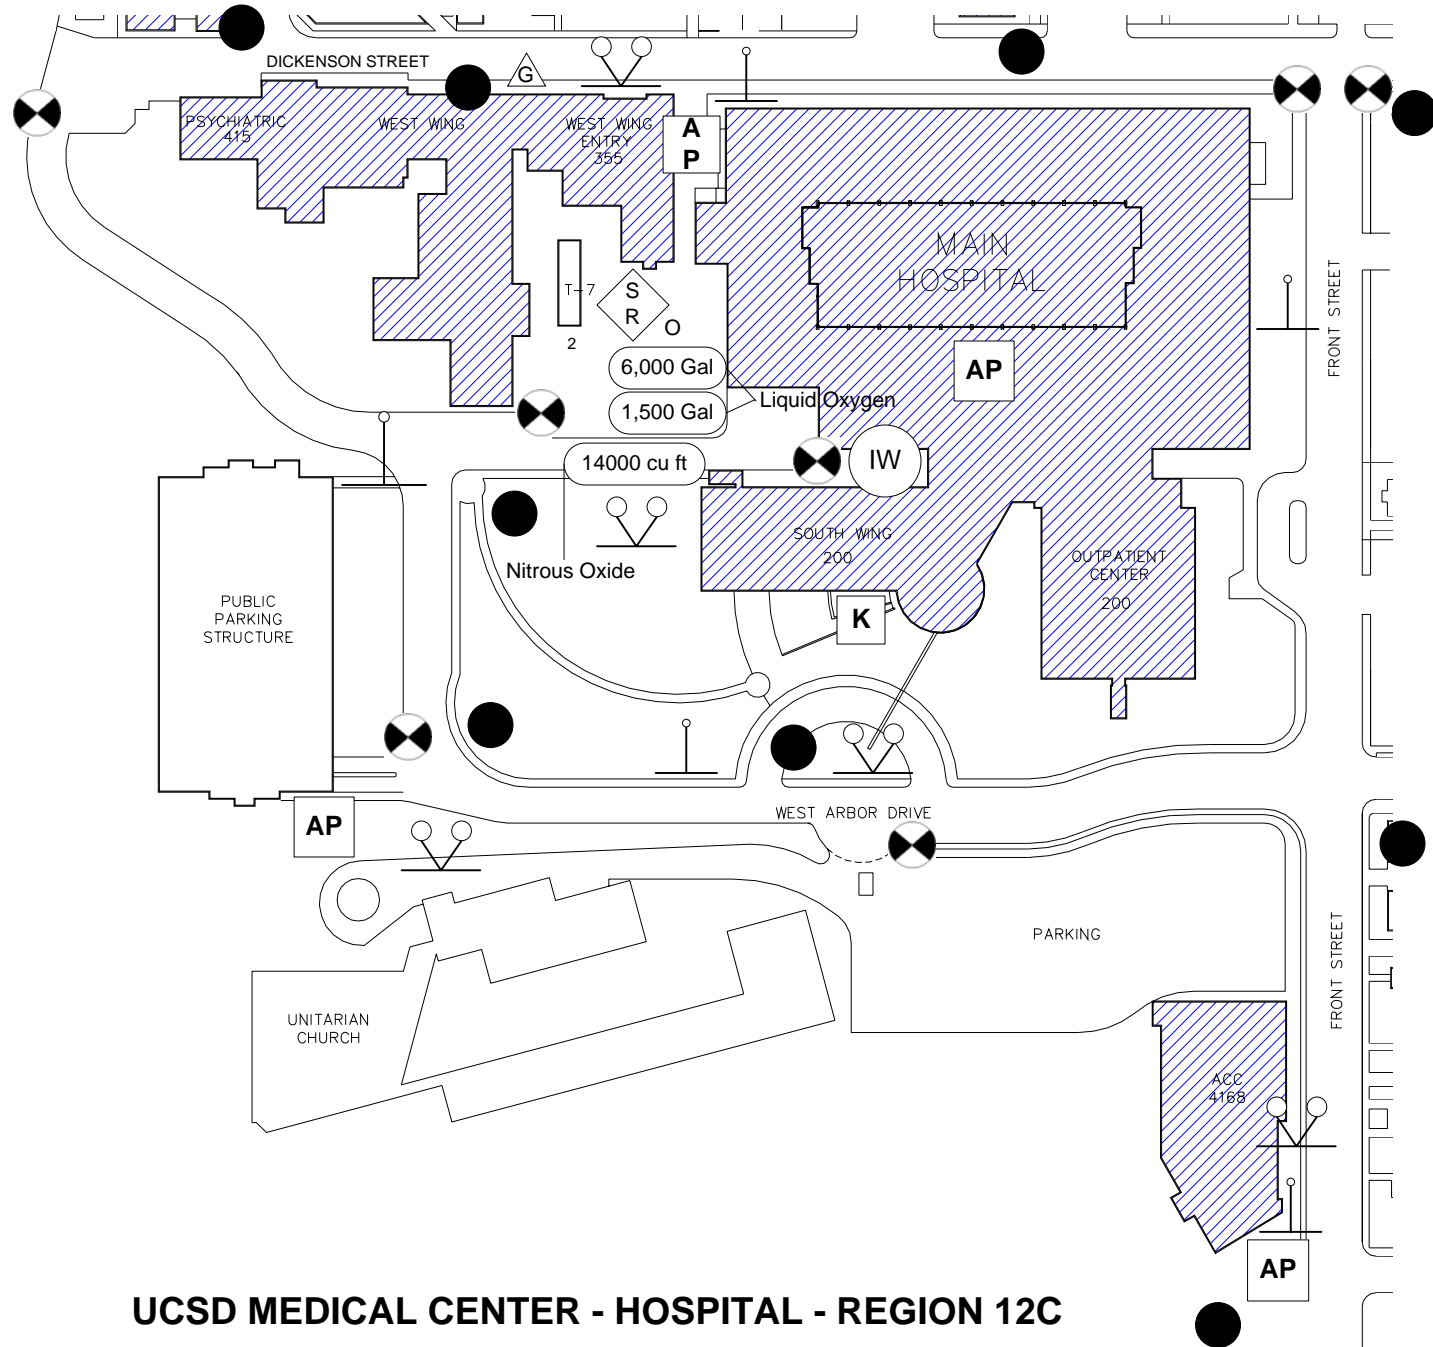 DICKENSON STREET
G
PSYCHIATRIC
415
WEST WING
WEST WING
ENTRY
355
A
P
MAIN
HOSPITAL
T-7
2
S
R
O
6,000 Gal
1,500 Gal
Liquid Oxygen
AP
FRONT STREET
14000 cu ft
IW
Nitrous Oxide
SOUTH WING
200
OUTPATIENT
CENTER
200
K
PUBLIC
PARKING
STRUCTURE
AP
WEST ARBOR DRIVE
PARKING
FRONT STREET
UNITARIAN
CHURCH
ACC
4168
AP
UCSD MEDICAL CENTER - HOSPITAL - REGION 12C